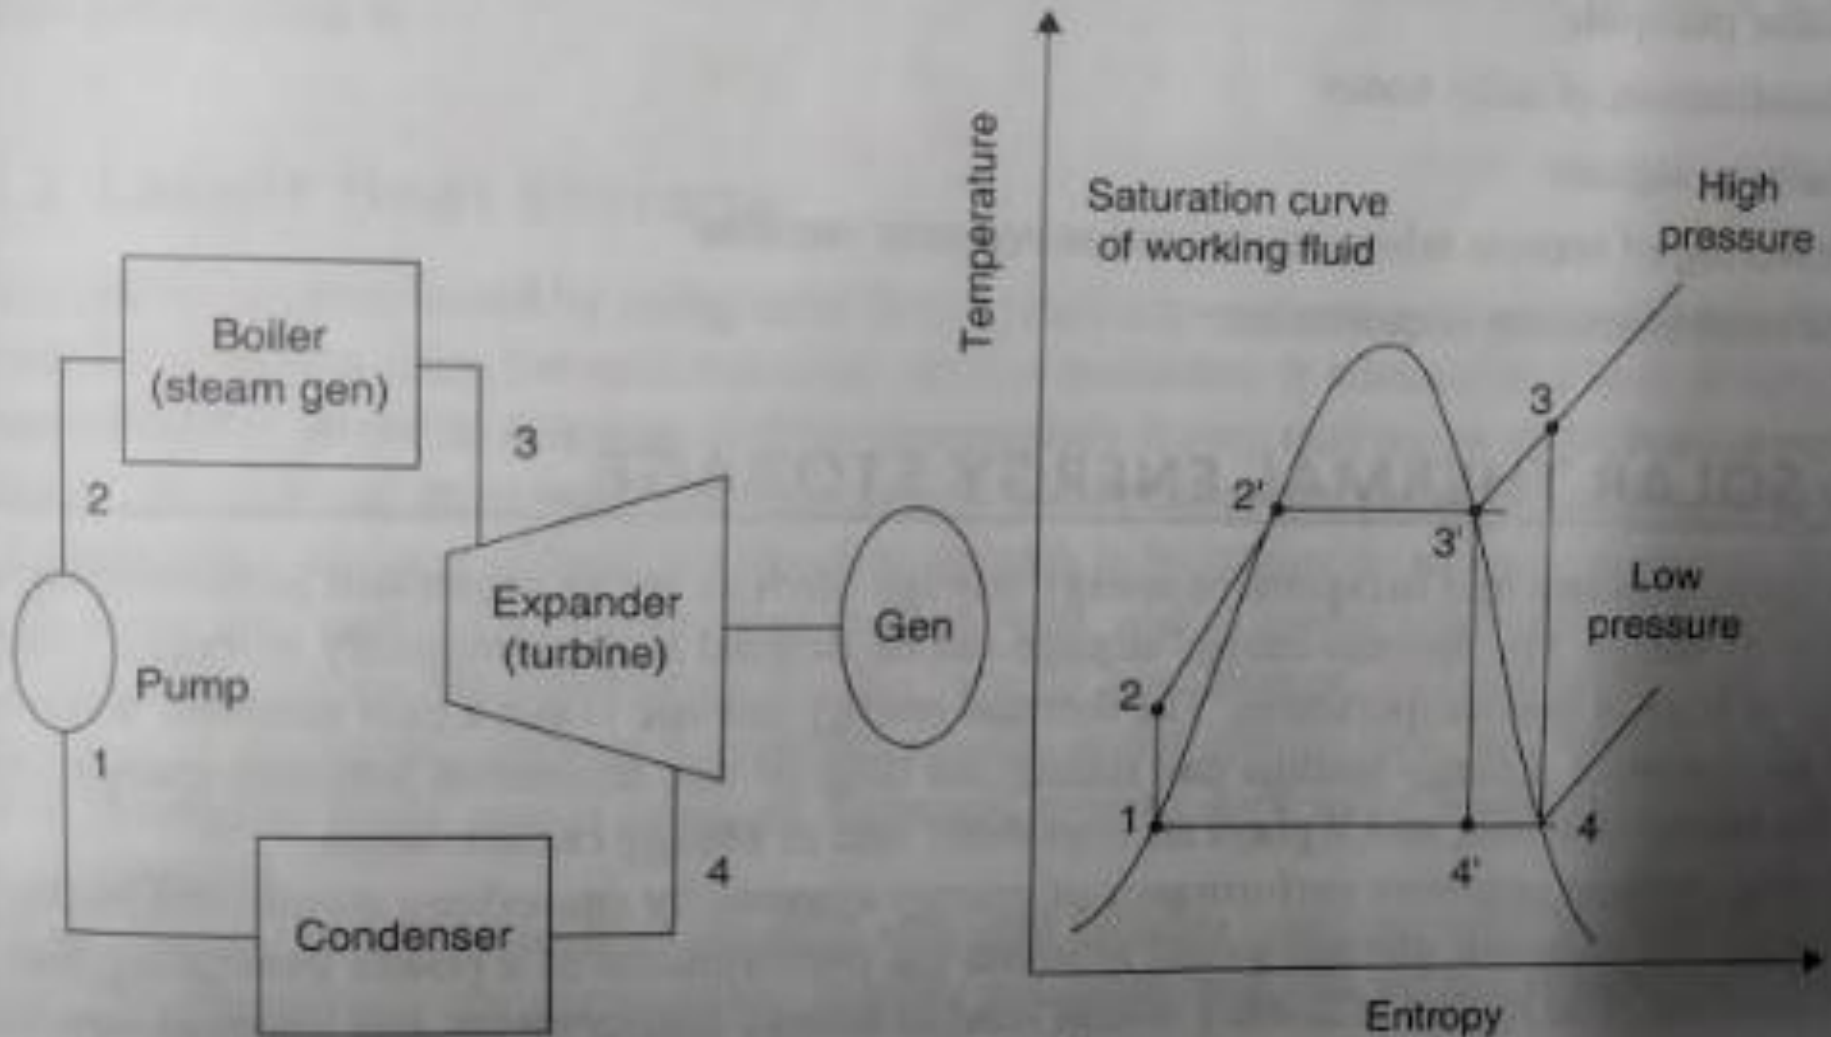 Boiler
(steam gen)
2
3
Expander
(turbine)
Gen
Pump
1
4
Condenser
Temperature
Saturation curve
of working fluid
High
pressure
3
2'
3'
Low
pressure
2
1
4'
4
Entropy